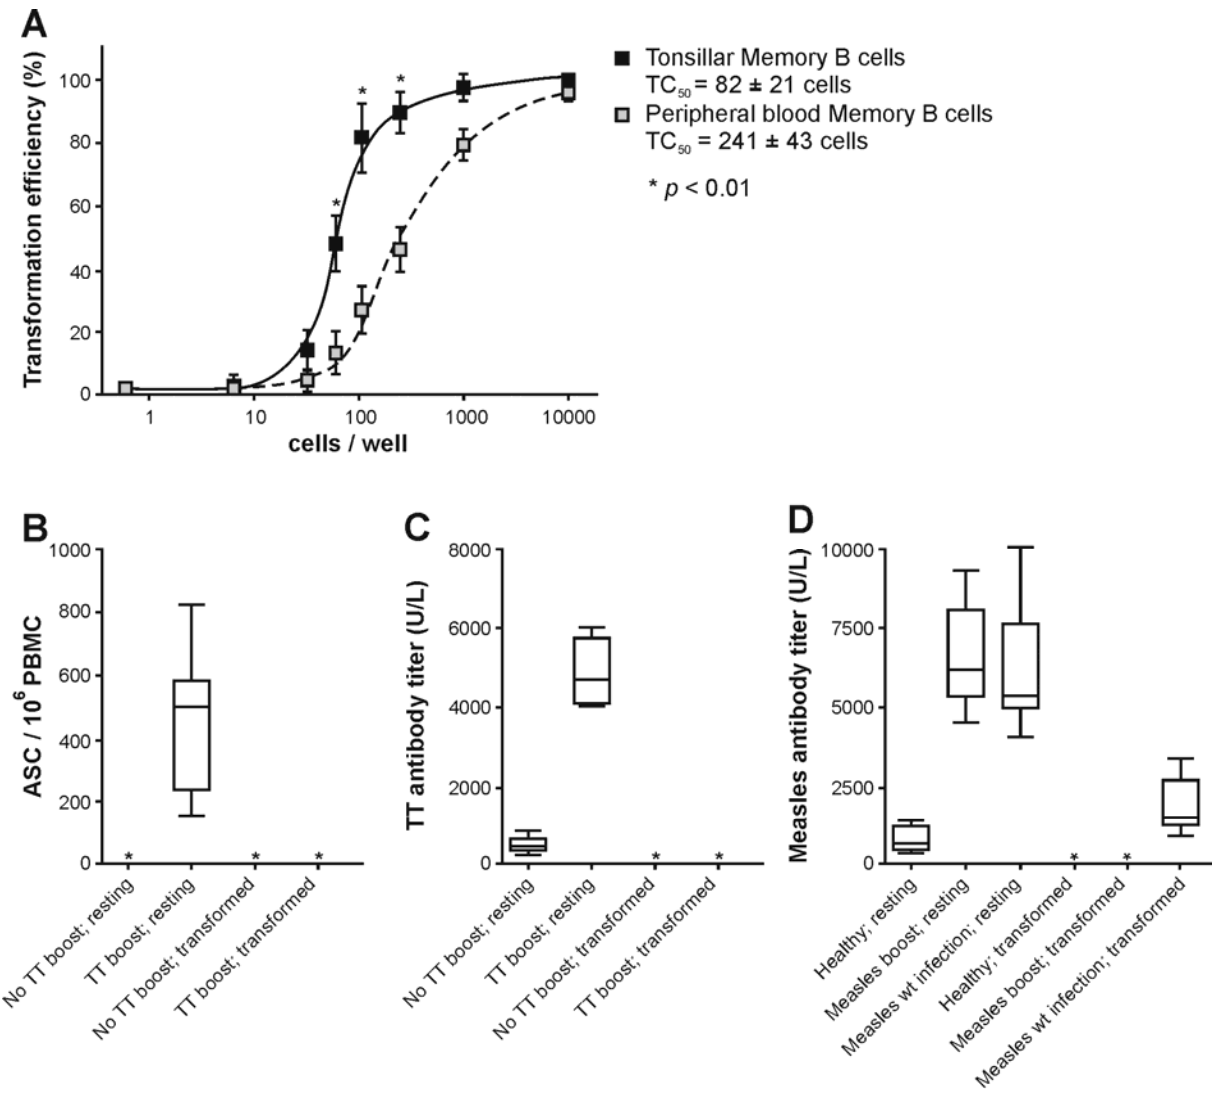 A
Transformation efficiency (%)
100
80
60
40
20
0
*
*
*
1
10
100
1000
10000
cells / well
Tonsillar Memory B cells
TC50 = 82 ± 21 cells
Peripheral blood Memory B cells
TC50 = 241 ± 43 cells
* p < 0.01
B
ASC / 10^6 PBMC
1000
800
600
400
200
0
*
*
*
No TT boost; resting
TT boost; resting
No TT boost; transformed
TT boost; transformed
C
TT antibody titer (U/L)
8000
6000
4000
2000
0
*
*
No TT boost; resting
TT boost; resting
No TT boost; transformed
TT boost; transformed
D
Measles antibody titer (U/L)
10000
7500
5000
2500
0
*
*
Healthy; resting
Measles boost; resting
Measles wt infection; resting
Healthy; transformed
Measles boost; transformed
Measles wt infection; transformed